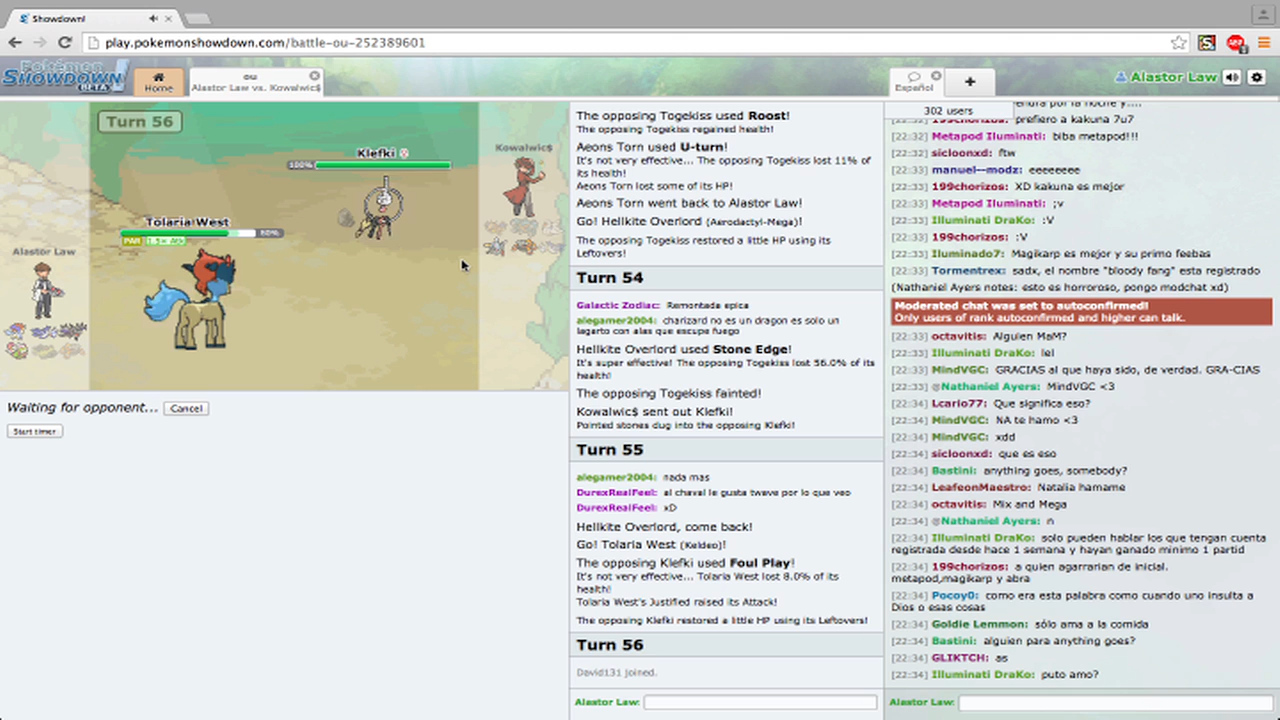 Showdown!
play.pokemonshowdown.com/battle-ou-252389601
Pokémon
SHOWDOWN!
BETA
Home
ou
Alastor Law vs. Kowalwic$
Español
+
Alastor Law
Turn 56
Klefki
100%
Kowalwic$
Tolaria West
80%
PAR 1.5× Atk
Alastor Law
Waiting for opponent... Cancel
Start timer
The opposing Togekiss used Roost!
The opposing Togekiss regained health!
Aeons Torn used U-turn!
It's not very effective... The opposing Togekiss lost 11% of
its health!
Aeons Torn lost some of its HP!
Aeons Torn went back to Alastor Law!
Go! Hellkite Overlord (Aerodactyl-Mega)!
The opposing Togekiss restored a little HP using its
Leftovers!
Turn 54
Galactic Zodiac: Remontada epica
alegamer2004: charizard no es un dragon es solo un
lagarto con alas que escupe fuego
Hellkite Overlord used Stone Edge!
It's super effective! The opposing Togekiss lost 56.0% of its
health!
The opposing Togekiss fainted!
Kowalwic$ sent out Klefki!
Pointed stones dug into the opposing Klefki!
Turn 55
alegamer2004: nada mas
DurexRealFeel: al chaval le gusta twave por lo que veo
DurexRealFeel: xD
Hellkite Overlord, come back!
Go! Tolaria West (Keldeo)!
The opposing Klefki used Foul Play!
It's not very effective... Tolaria West lost 8.0% of its
health!
Tolaria West's Justified raised its Attack!
The opposing Klefki restored a little HP using its Leftovers!
Turn 56
David131 joined.
Alastor Law:
302 users
por la noche y....
[22:32] 199chorizos: prefiero a kakuna 7u7
[22:32] Metapod Iluminati: biba metapod!!!
[22:32] sicloonxd: ftw
[22:33] manuel--modz: eeeeeeee
[22:33] 199chorizos: XD kakuna es mejor
[22:33] Metapod Iluminati: ;v
[22:33] Illuminati DraKo: :V
[22:33] 199chorizos: :V
[22:33] Iluminado7: Magikarp es mejor y su primo feebas
[22:33] Tormentrex: sadx, el nombre "bloody fang" esta registrado
(Nathaniel Ayers notes: esto es horroroso, pongo modchat xd)
Moderated chat was set to autoconfirmed!
Only users of rank autoconfirmed and higher can talk.
[22:33] octavitis: Alguien MaM?
[22:33] Illuminati DraKo: lel
[22:33] MindVGC: GRACIAS al que haya sido, de verdad. GRA-CIAS
[22:33] @Nathaniel Ayers: MindVGC <3
[22:34] Lcario77: Que significa eso?
[22:34] MindVGC: NA te hamo <3
[22:34] MindVGC: xdd
[22:34] sicloonxd: que es eso
[22:34] Bastini: anything goes, somebody?
[22:34] LeafeonMaestro: Natalia hamame
[22:34] octavitis: Mix and Mega
[22:34] @Nathaniel Ayers: n
[22:34] Illuminati DraKo: solo pueden hablar los que tengan cuenta
registrada desde hace 1 semana y hayan ganado minimo 1 partid
[22:34] 199chorizos: a quien agarrarian de inicial.
metapod,magikarp y abra
[22:34] Pocoy0: como era esta palabra como cuando uno insulta a
Dios o esas cosas
[22:34] Goldie Lemmon: sólo ama a la comida
[22:34] Bastini: alguien para anything goes?
[22:34] GLIKTCH: as
[22:34] Illuminati DraKo: puto amo?
Alastor Law: